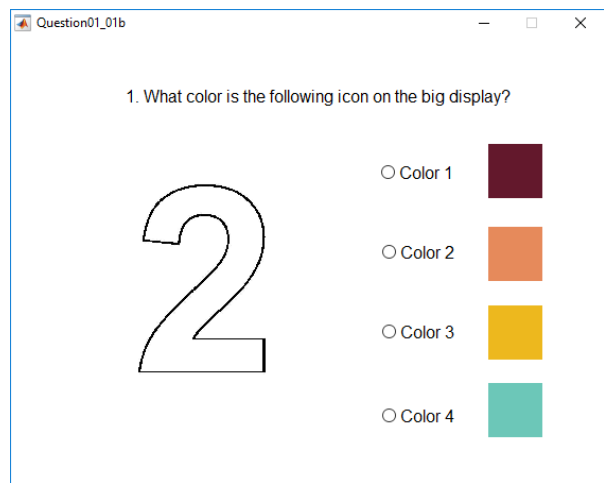 Question01_01b
1. What color is the following icon on the big display?
2
Color 1
Color 2
Color 3
Color 4